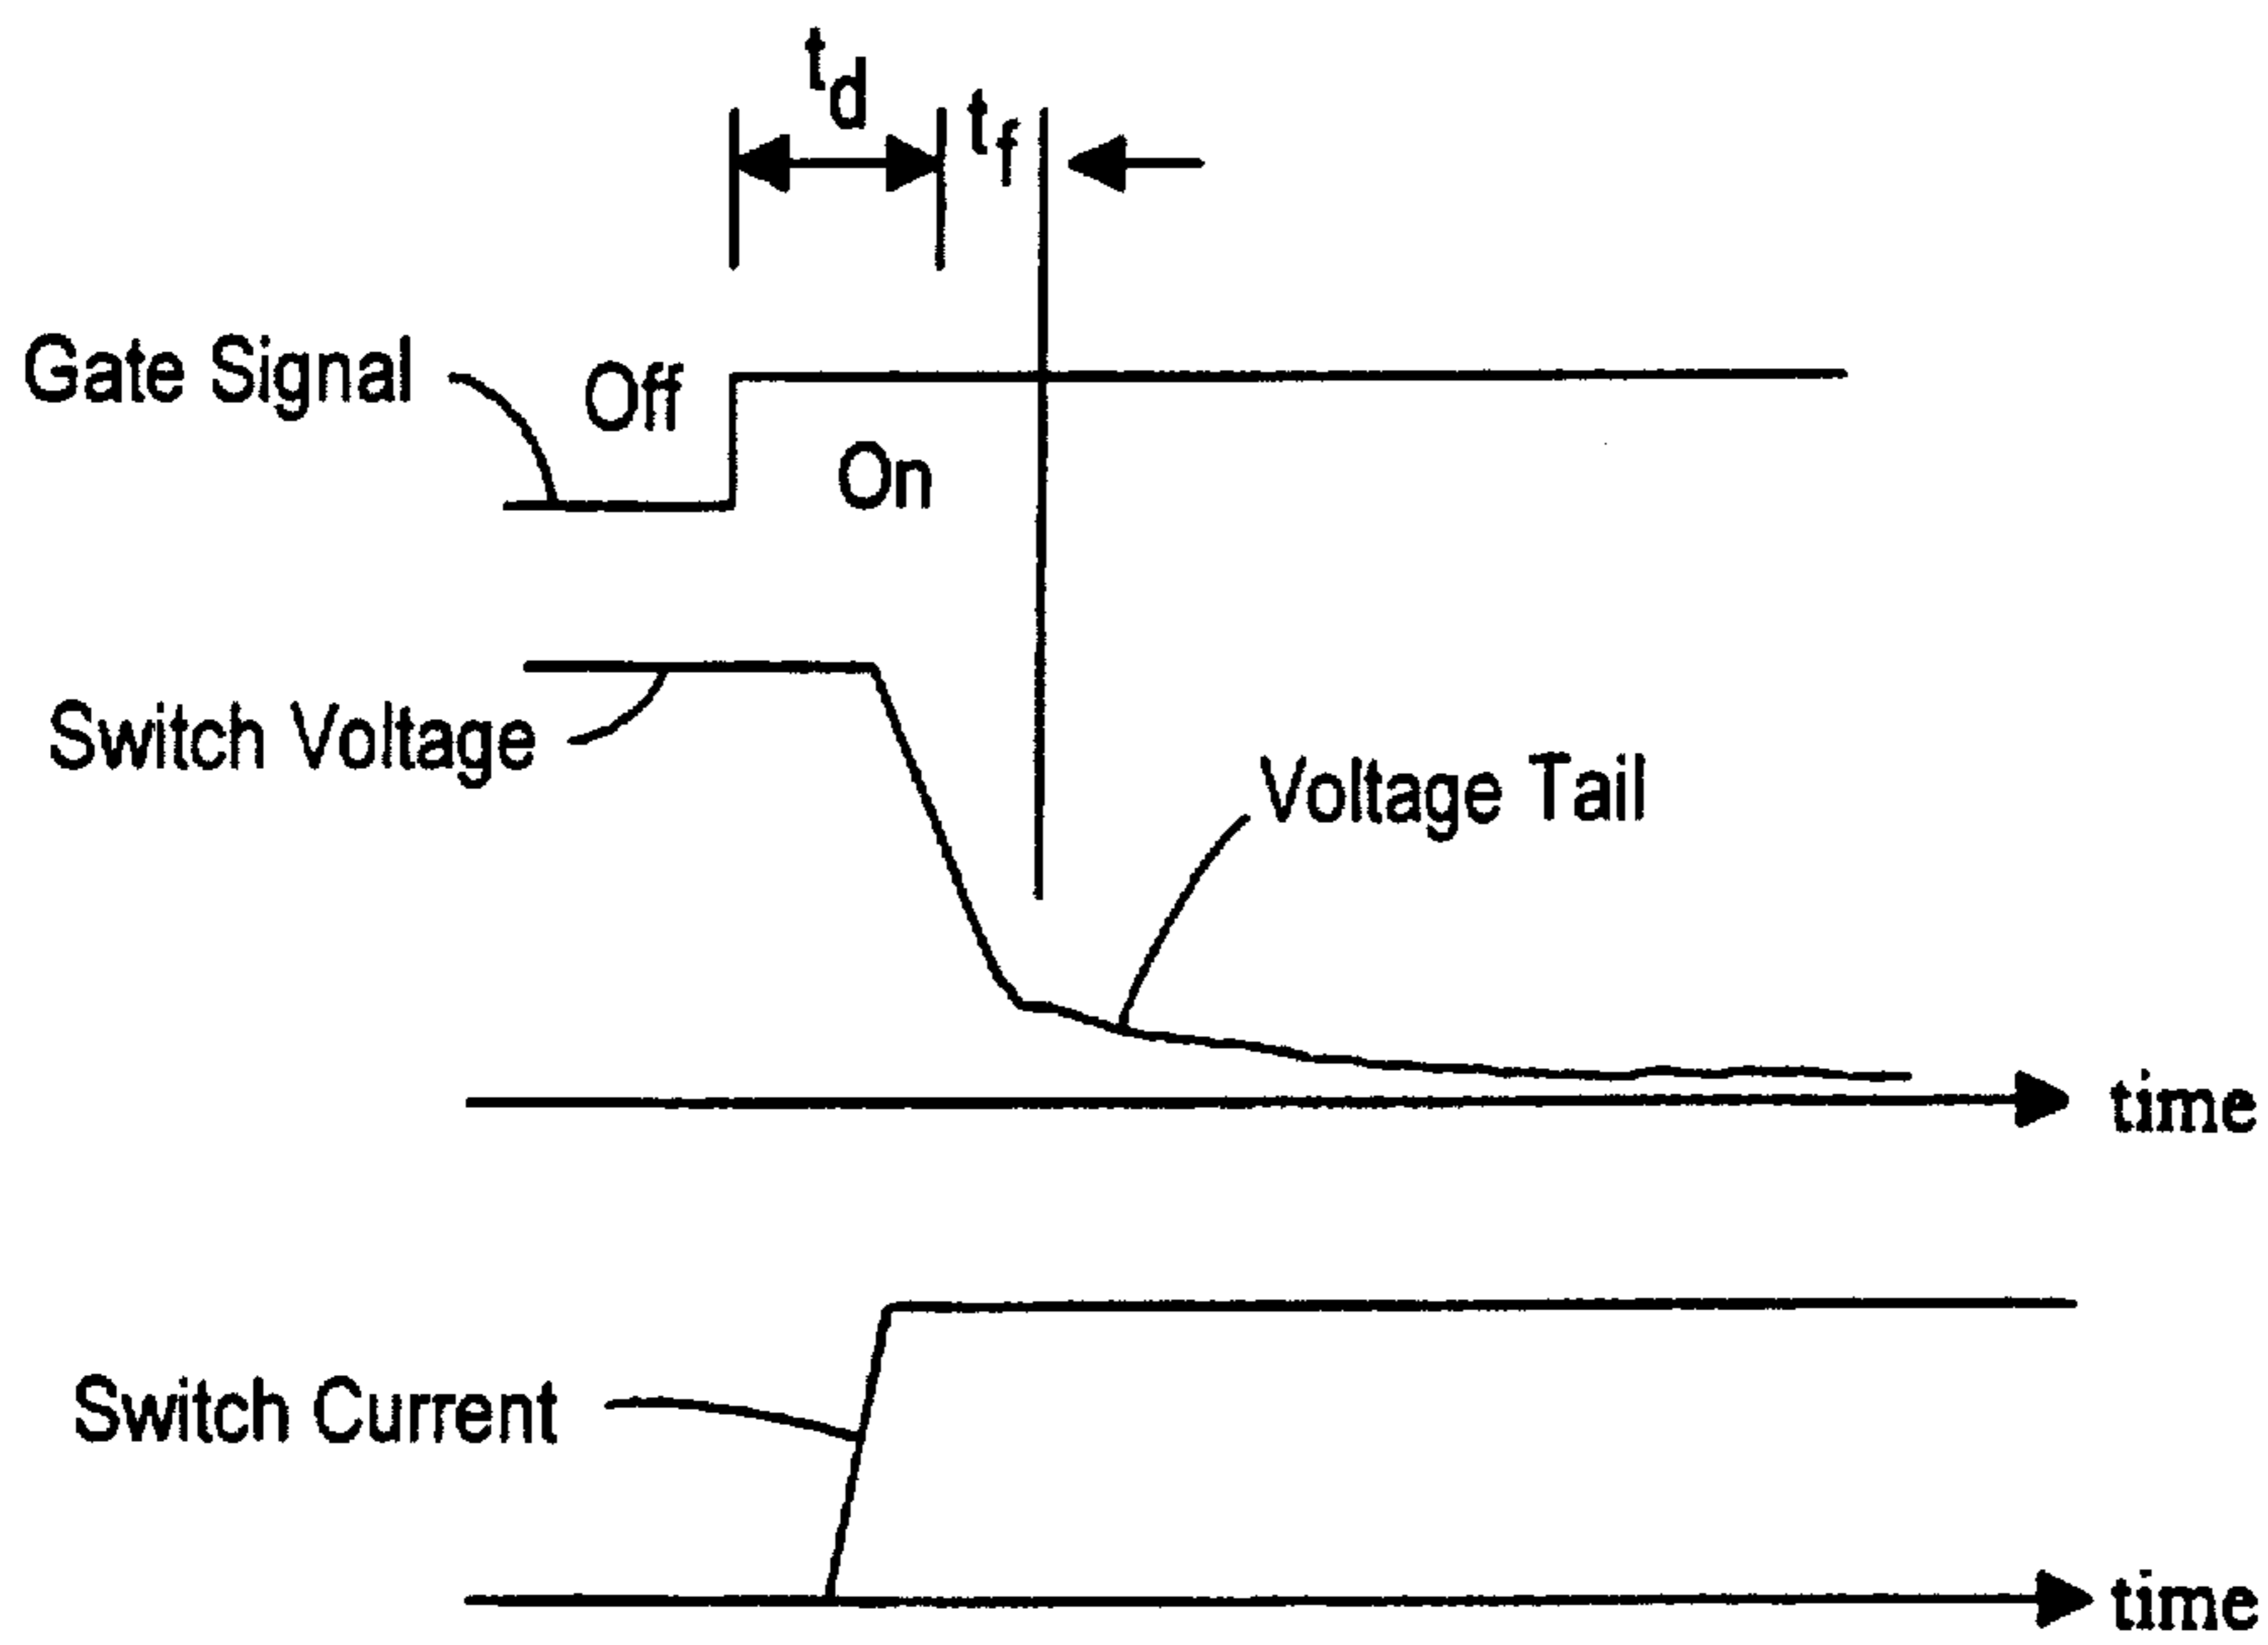 td
tf
Gate Signal
Off
On
Switch Voltage
Voltage Tail
time
Switch Current
time